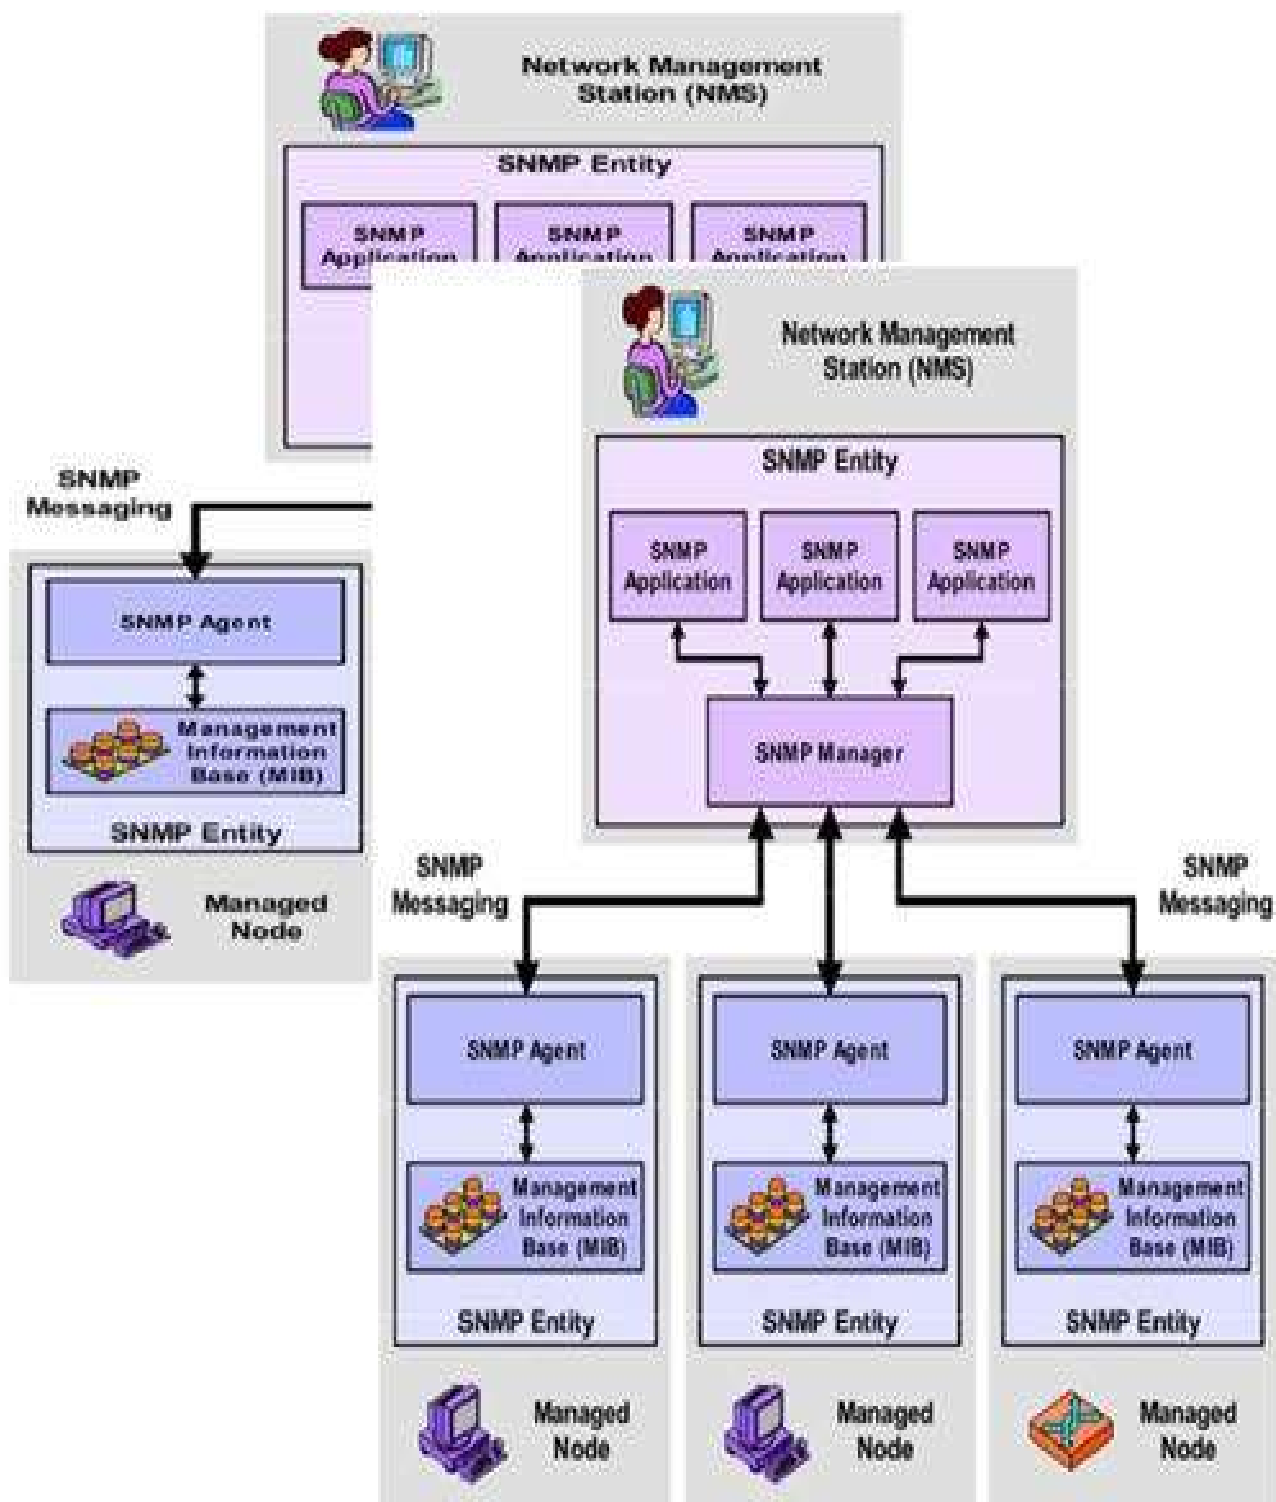 Network Management
Station (NMS)
SNMP Entity
SNMP
Application
SNMP
Application
SNMP
Application
SNMP
Messaging
SNMP Agent
Management
Information
Base (MIB)
SNMP Entity
Managed
Node
Network Management
Station (NMS)
SNMP Entity
SNMP
Application
SNMP
Application
SNMP
Application
SNMP Manager
SNMP
Messaging
SNMP
Messaging
SNMP Agent
Management
Information
Base (MIB)
SNMP Entity
Managed
Node
SNMP Agent
Management
Information
Base (MIB)
SNMP Entity
Managed
Node
SNMP Agent
Management
Information
Base (MIB)
SNMP Entity
Managed
Node